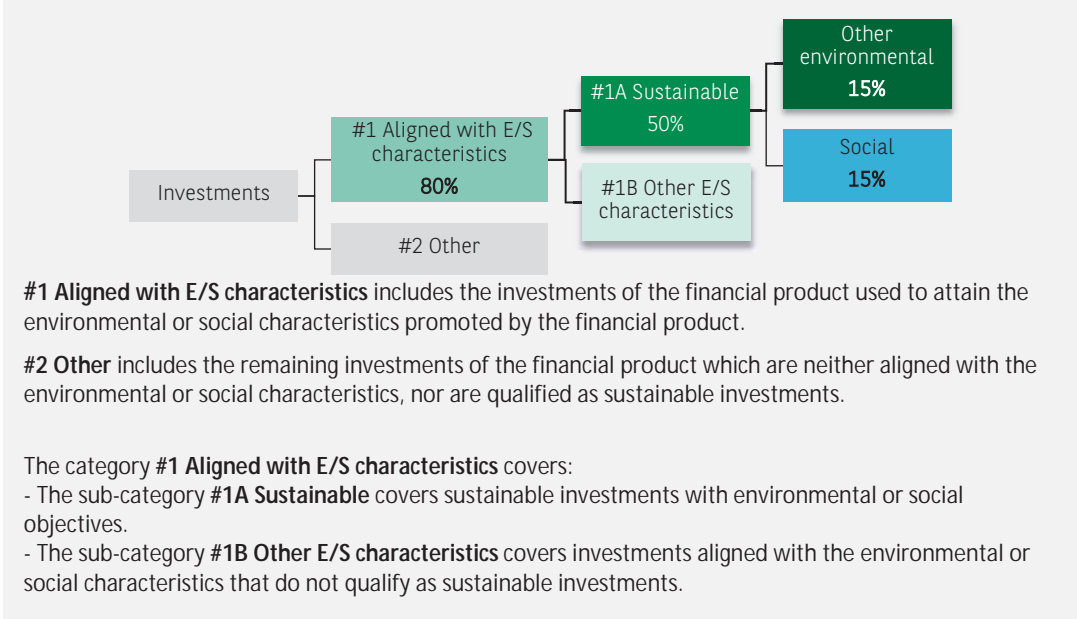 Investments
#1 Aligned with E/S
characteristics
80%
#2 Other
#1A Sustainable
50%
#1B Other E/S
characteristics
Other
environmental
15%
Social
15%
#1 Aligned with E/S characteristics includes the investments of the financial product used to attain the
environmental or social characteristics promoted by the financial product.
#2 Other includes the remaining investments of the financial product which are neither aligned with the
environmental or social characteristics, nor are qualified as sustainable investments.
The category #1 Aligned with E/S characteristics covers:
- The sub-category #1A Sustainable covers sustainable investments with environmental or social
objectives.
- The sub-category #1B Other E/S characteristics covers investments aligned with the environmental or
social characteristics that do not qualify as sustainable investments.